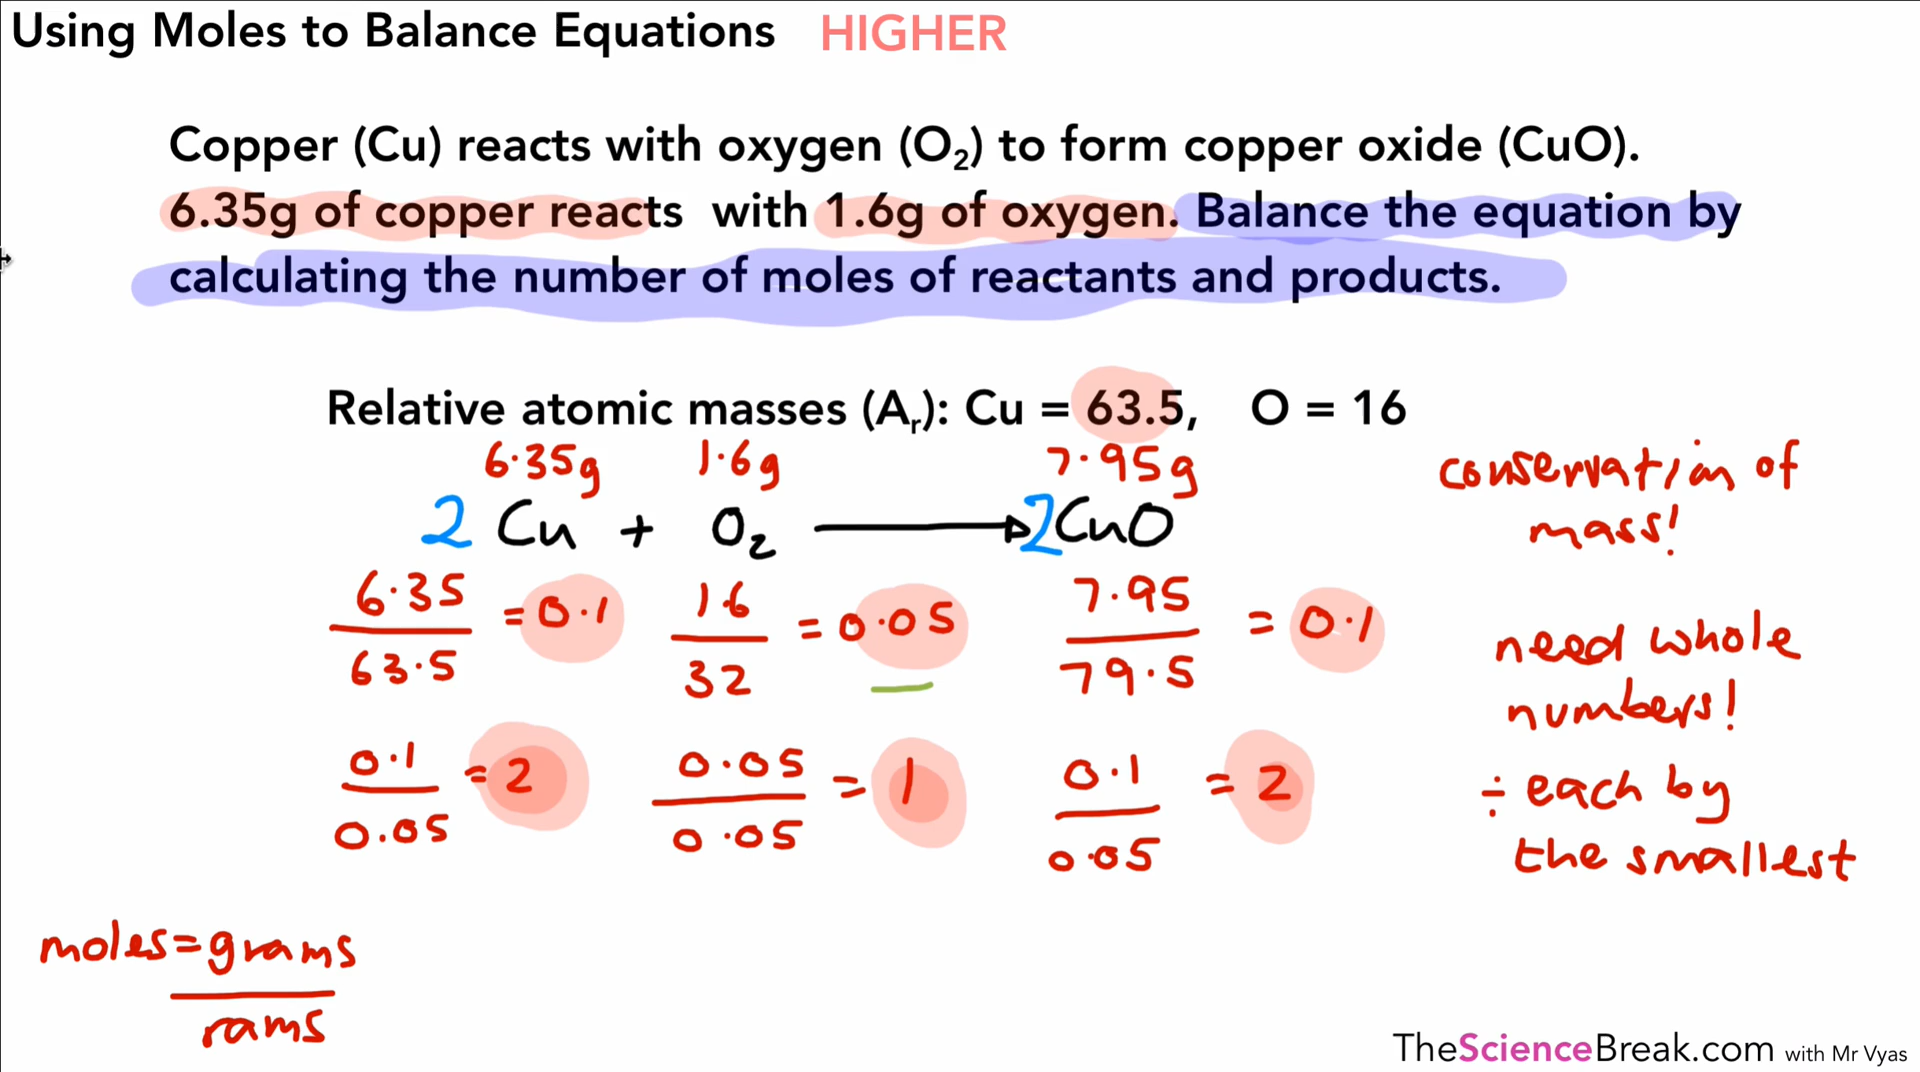 Using Moles to Balance Equations HIGHER
Copper (Cu) reacts with oxygen (O₂) to form copper oxide (CuO).
6.35g of copper reacts with 1.6g of oxygen. Balance the equation by
calculating the number of moles of reactants and products.
Relative atomic masses (Aᵣ): Cu = 63.5, O = 16
6.35g 1.6g 7.95g
2 Cu + O₂ → 2CuO
conservation of
mass!
6.35 / 63.5 = 0.1 1.6 / 32 = 0.05 7.95 / 79.5 = 0.1
need whole
numbers!
0.1 / 0.05 = 2 0.05 / 0.05 = 1 0.1 / 0.05 = 2
÷ each by
the smallest
moles = grams
rams
TheScienceBreak.com with Mr Vyas